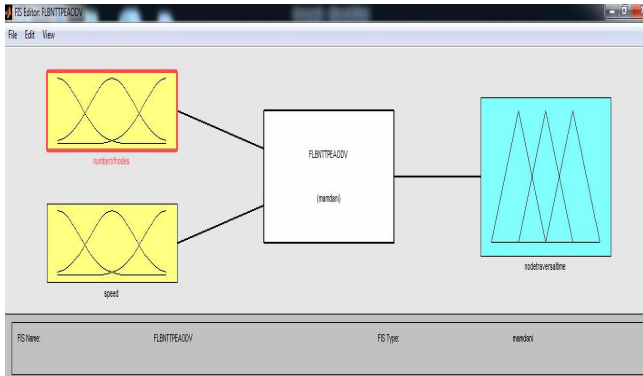 FIS Editor: FLBNTTPEAODV
File Edit View
numberofnodes
FLBNTTPEAODV
(mamdani)
speed
nodetraversaltime
FIS Name: FLBNTTPEAODV FIS Type: mamdani